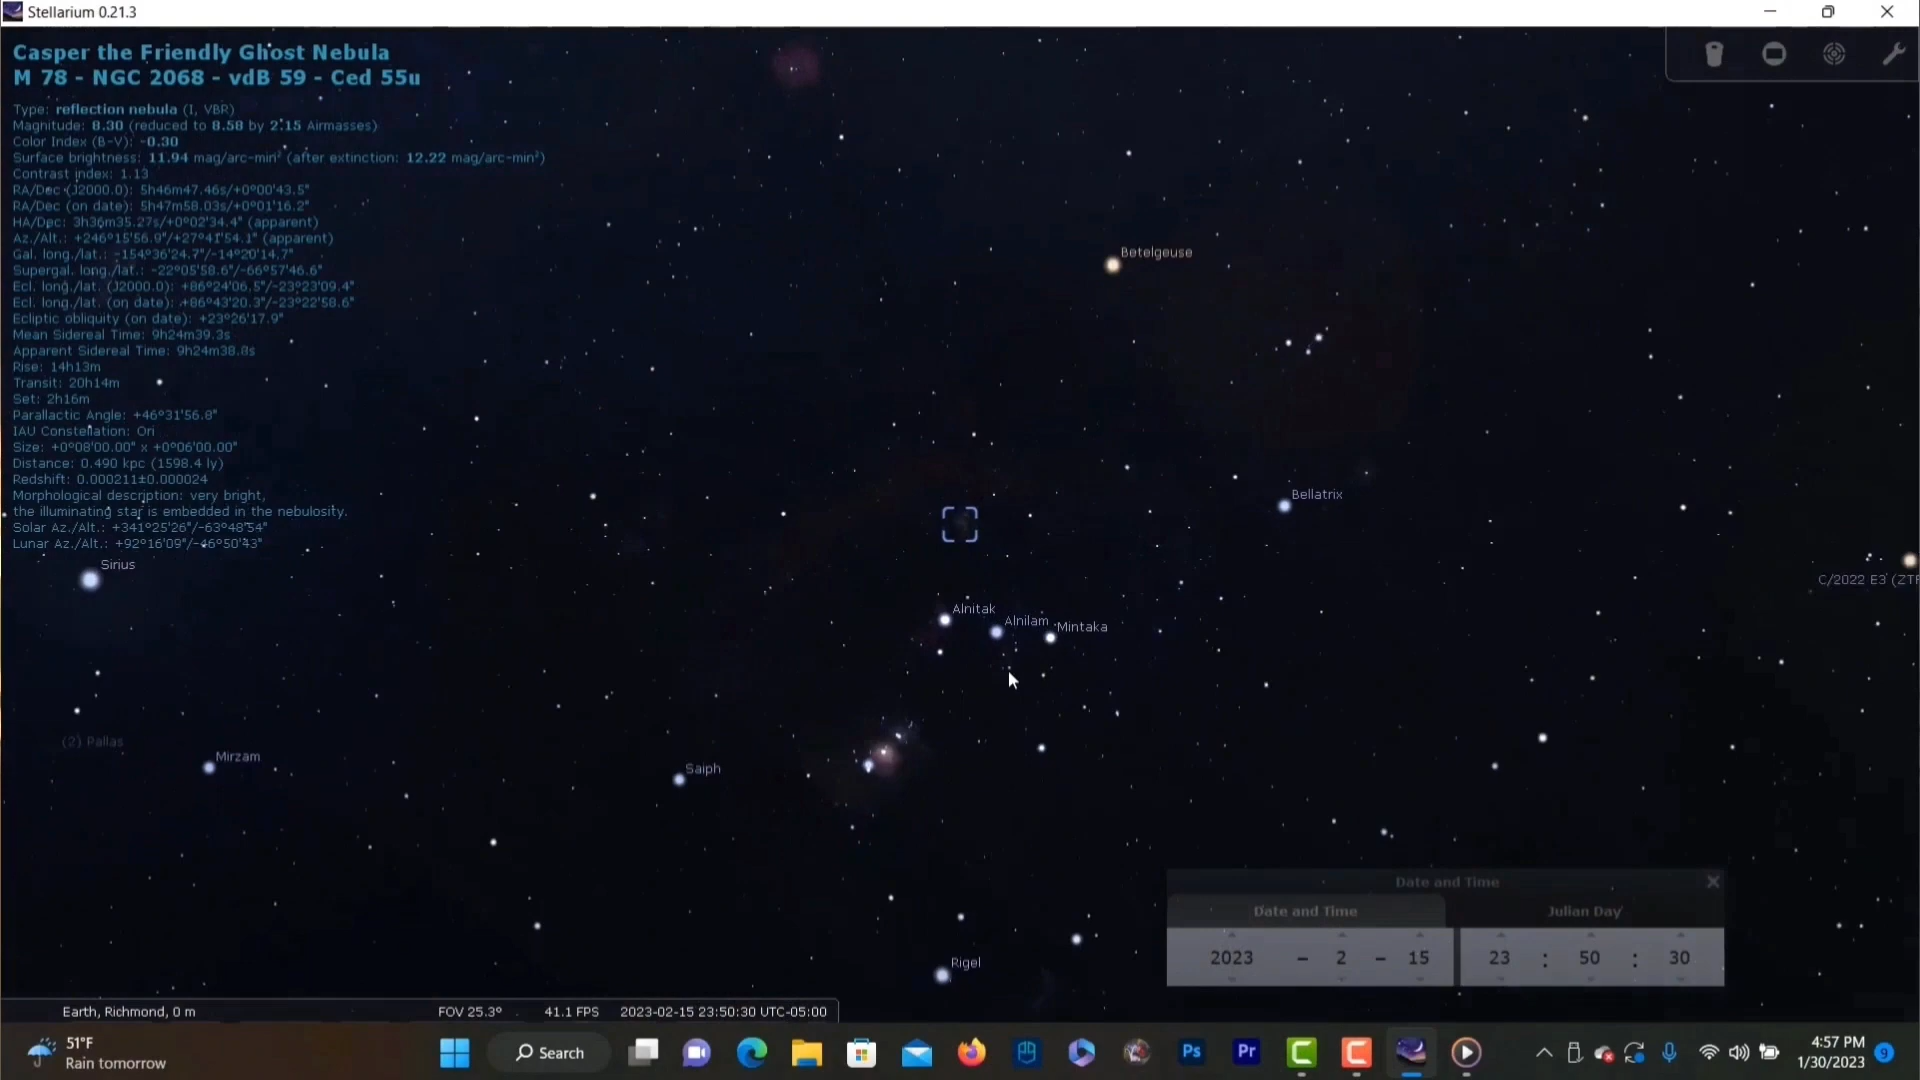 Stellarium 0.21.3
Casper the Friendly Ghost Nebula
M 78 - NGC 2068 - vdB 59 - Ced 55u
Type: reflection nebula (I, VBR)
Magnitude: 8.30 (reduced to 8.58 by 2.15 Airmasses)
Color Index (B-V): -0.30
Surface brightness: 11.94 mag/arc-min² (after extinction: 12.22 mag/arc-min²)
Contrast index: 1.13
RA/Dec (J2000.0): 5h46m47.46s/+0°00'43.5"
RA/Dec (on date): 5h47m58.03s/+0°01'16.2"
HA/Dec: 3h36m35.27s/+0°02'34.4" (apparent)
Az./Alt.: +246°15'56.9"/+27°41'54.1" (apparent)
Gal. long./lat.: -154°36'24.7"/-14°20'14.7"
Supergal. long./lat.: -22°05'58.6"/-66°57'46.6"
Ecl. long./lat. (J2000.0): +86°24'06.5"/-23°23'09.4"
Ecl. long./lat. (on date): +86°43'20.3"/-23°22'58.6"
Ecliptic obliquity (on date): +23°26'17.9"
Mean Sidereal Time: 9h24m39.3s
Apparent Sidereal Time: 9h24m38.8s
Rise: 14h13m
Transit: 20h14m
Set: 2h16m
Parallactic Angle: +46°31'56.8"
IAU Constellation: Ori
Size: +0°08'00.00" x +0°06'00.00"
Distance: 0.490 kpc (1598.4 ly)
Redshift: 0.000211±0.000024
Morphological description: very bright,
the illuminating star is embedded in the nebulosity.
Solar Az./Alt.: +341°25'26"/-63°48'54"
Lunar Az./Alt.: +92°16'09"/-46°50'43"
Betelgeuse
Bellatrix
Sirius
C/2022 E3 (ZTF
Alnitak
Alnilam
Mintaka
(2) Pallas
Mirzam
Saiph
Rigel
Date and Time
Date and Time Julian Day
2023 - 2 - 15 23 : 50 : 30
Earth, Richmond, 0 m FOV 25.3° 41.1 FPS 2023-02-15 23:50:30 UTC-05:00
51°F
Rain tomorrow
Search
Ps
Pr
4:57 PM
1/30/2023
9